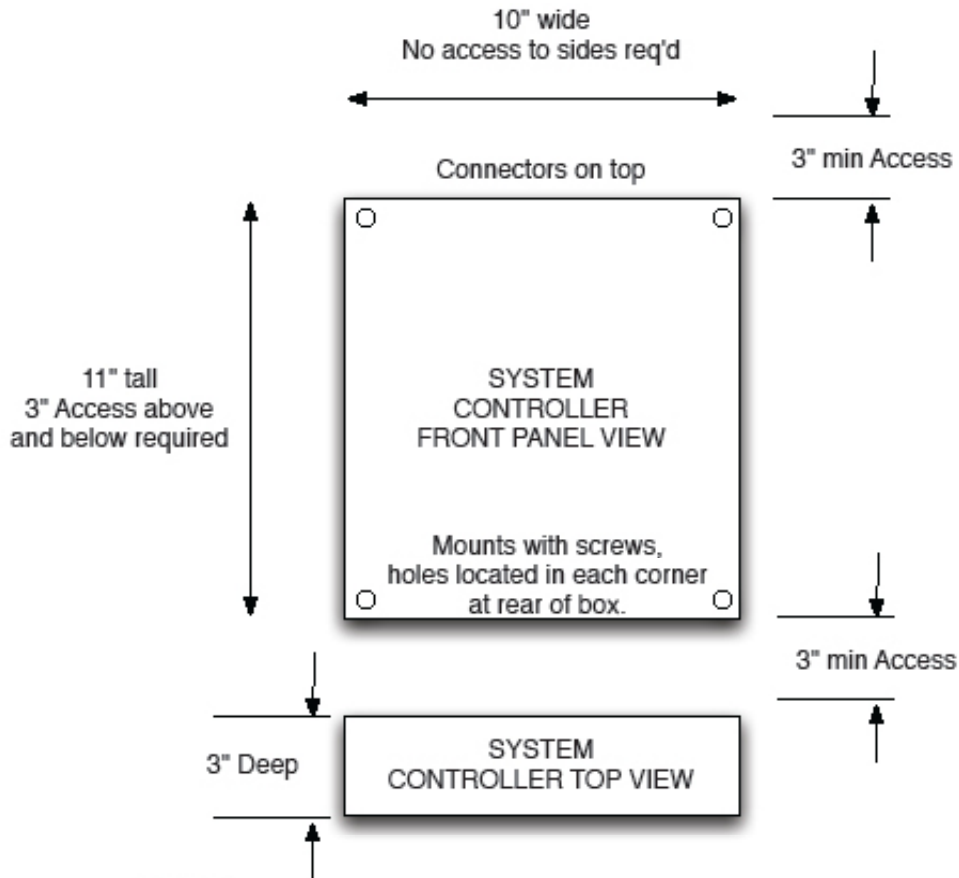 10" wide
No access to sides req'd
3" min Access
Connectors on top
11" tall
3" Access above
and below required
SYSTEM
CONTROLLER
FRONT PANEL VIEW
Mounts with screws,
holes located in each corner
at rear of box.
3" min Access
3" Deep
SYSTEM
CONTROLLER TOP VIEW